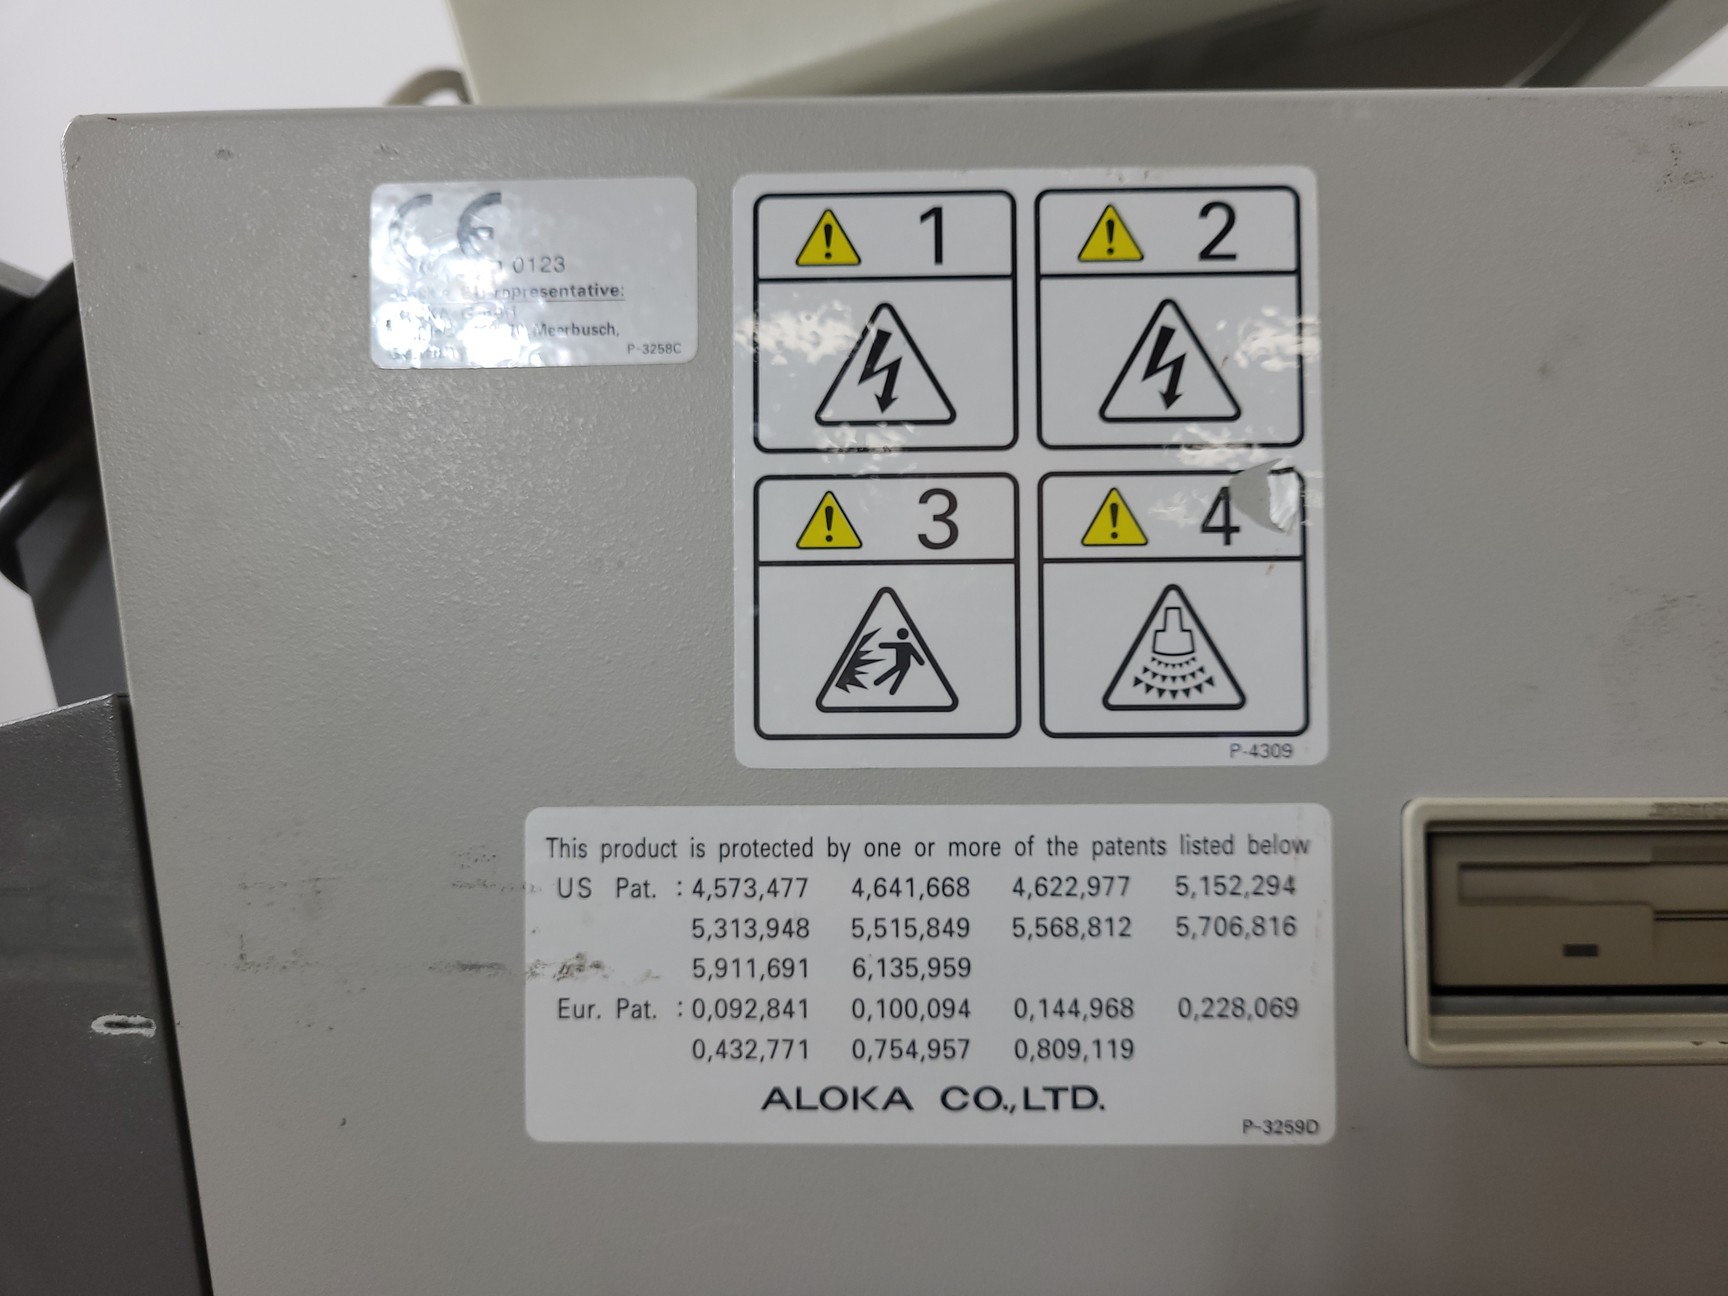 CE
0123
representative:
Meerbusch,
P-3258C
1
2
3
4
P-4309
This product is protected by one or more of the patents listed below
US Pat. : 4,573,477 4,641,668 4,622,977 5,152,294
5,313,948 5,515,849 5,568,812 5,706,816
5,911,691 6,135,959
Eur. Pat. : 0,092,841 0,100,094 0,144,968 0,228,069
0,432,771 0,754,957 0,809,119
ALOKA CO.,LTD.
P-3259D